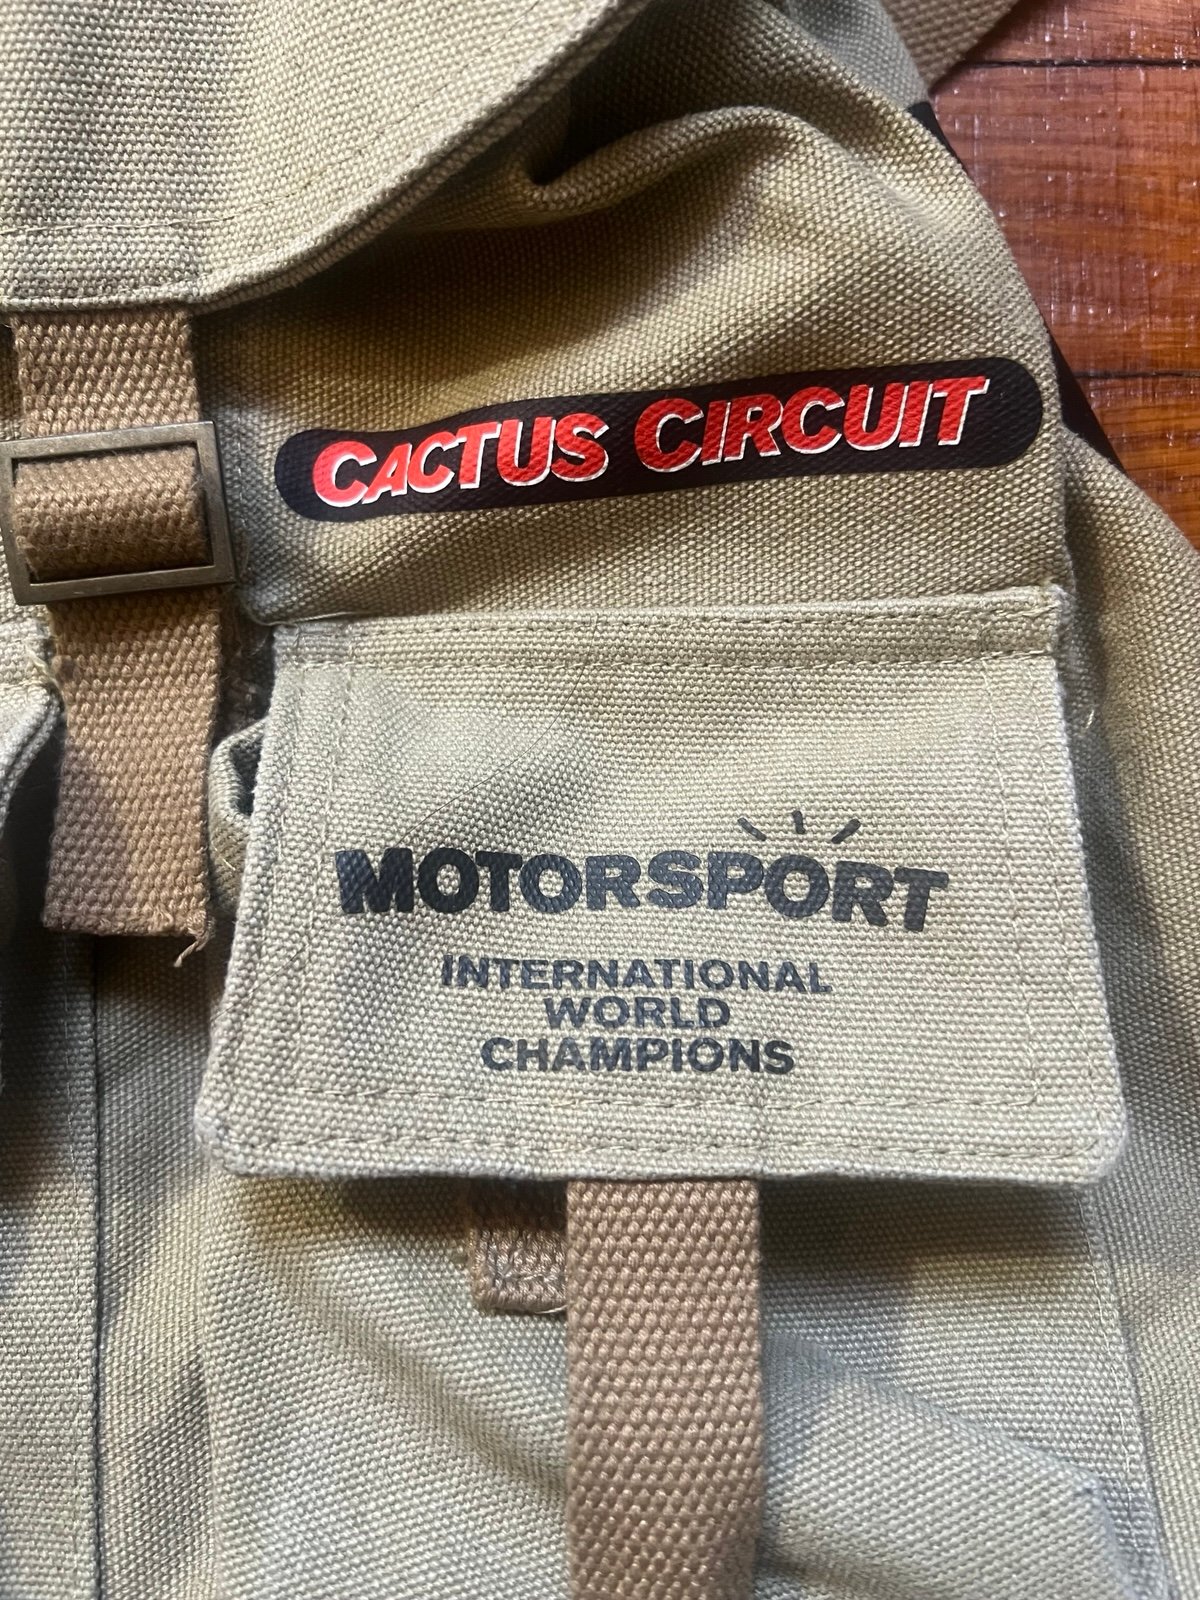 CACTUS CIRCUIT
MOTORSPORT
INTERNATIONAL
WORLD
CHAMPIONS